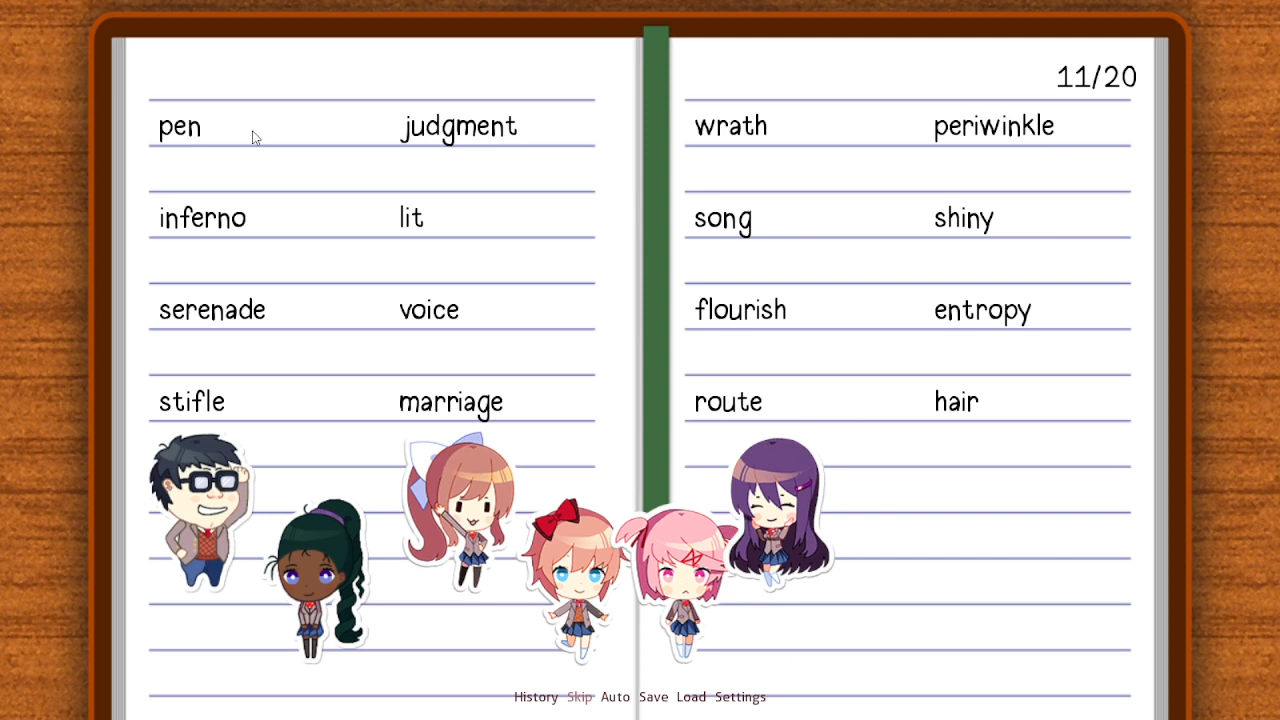 11/20
pen judgment wrath periwinkle
inferno lit song shiny
serenade voice flourish entropy
stifle marriage route hair
History Skip Auto Save Load Settings